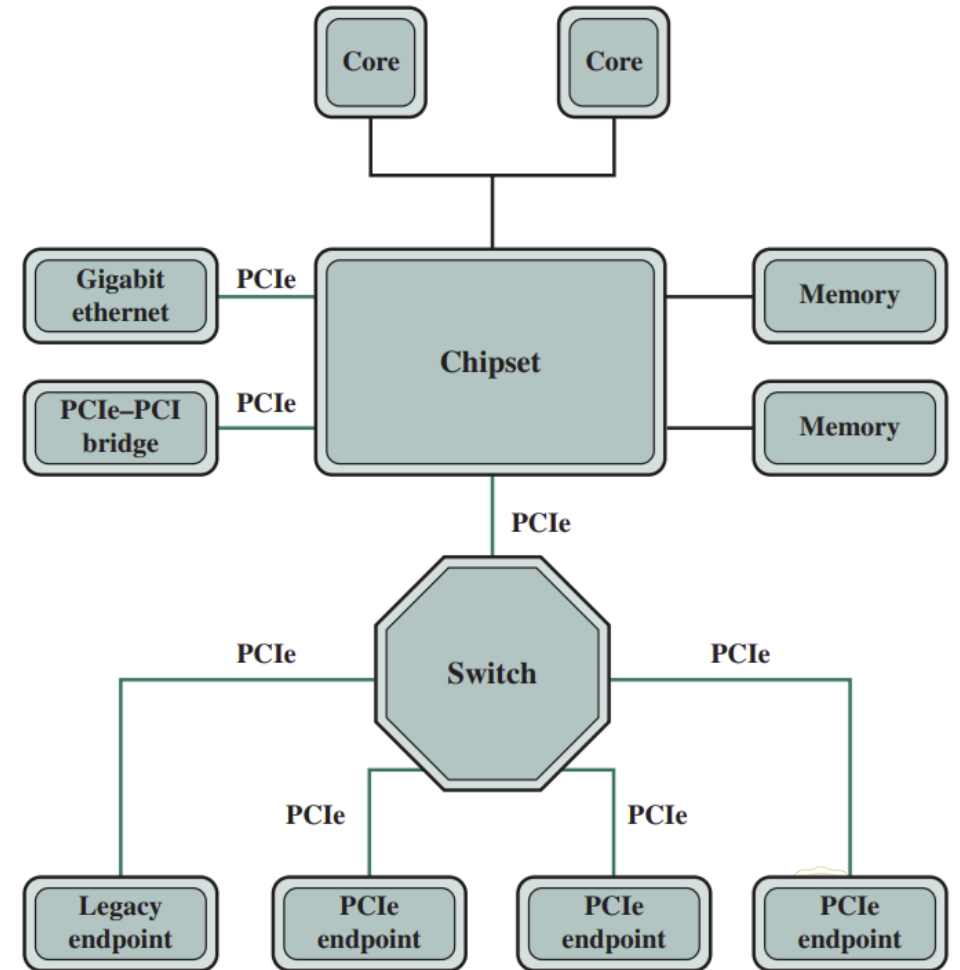 Core
Core
Gigabit
ethernet
PCIe
Chipset
Memory
PCIe–PCI
bridge
PCIe
Memory
PCIe
Switch
PCIe
PCIe
PCIe
PCIe
Legacy
endpoint
PCIe
endpoint
PCIe
endpoint
PCIe
endpoint